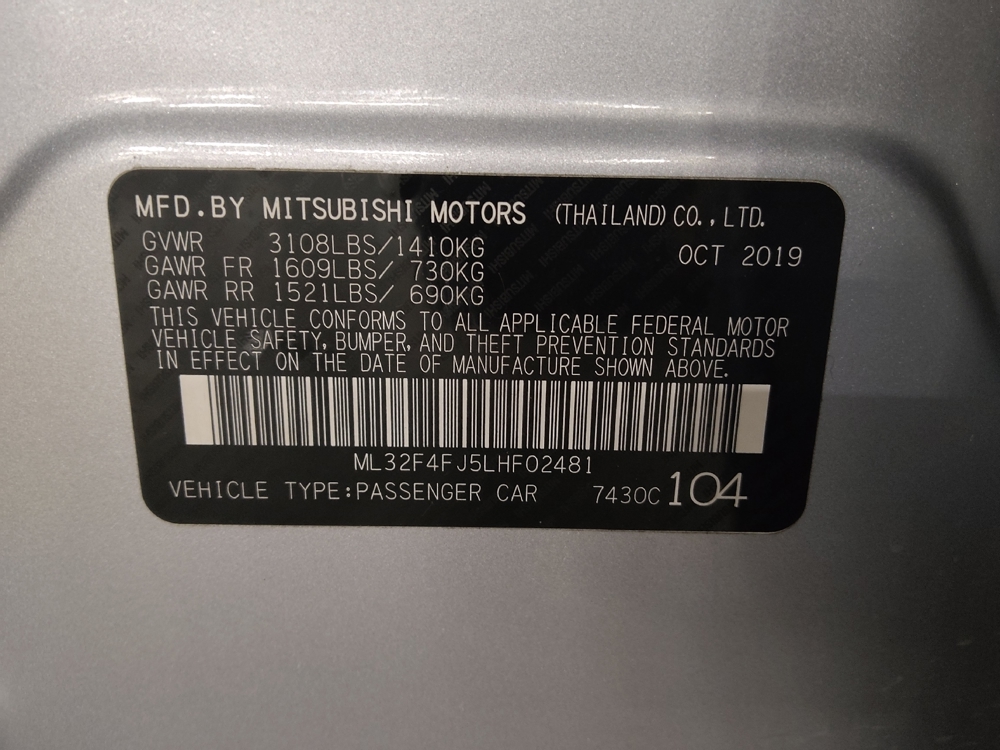 MFD.BY MITSUBISHI MOTORS (THAILAND) CO., LTD.
GVWR 3108LBS/1410KG OCT 2019
GAWR FR 1609LBS/ 730KG
GAWR RR 1521LBS/ 690KG
THIS VEHICLE CONFORMS TO ALL APPLICABLE FEDERAL MOTOR
VEHICLE SAFETY, BUMPER, AND THEFT PREVENTION STANDARDS
IN EFFECT ON THE DATE OF MANUFACTURE SHOWN ABOVE.
ML32F4FJ5LHF02481
VEHICLE TYPE:PASSENGER CAR 7430C 104